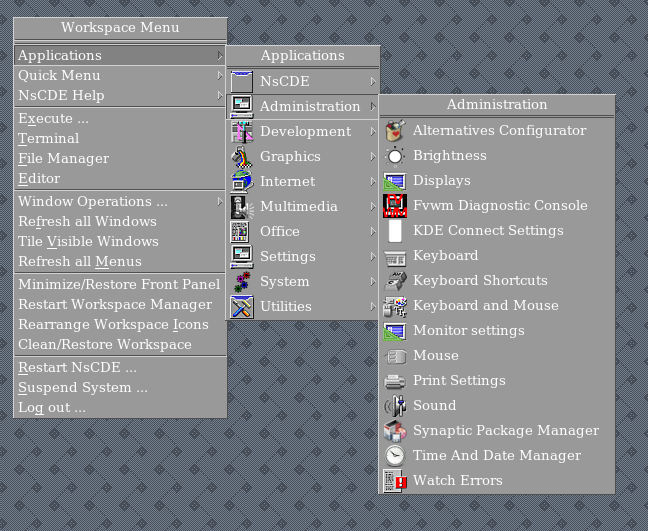 Workspace Menu
Applications
Quick Menu
NsCDE Help
Execute ...
Terminal
File Manager
Editor
Window Operations ...
Refresh all Windows
Tile Visible Windows
Refresh all Menus
Minimize/Restore Front Panel
Restart Workspace Manager
Rearrange Workspace Icons
Clean/Restore Workspace
Restart NsCDE ...
Suspend System ...
Log out ...
Applications
NsCDE
Administration
Development
Graphics
Internet
Multimedia
Office
Settings
System
Utilities
Administration
Alternatives Configurator
Brightness
Displays
Fvwm Diagnostic Console
KDE Connect Settings
Keyboard
Keyboard Shortcuts
Keyboard and Mouse
Monitor settings
Mouse
Print Settings
Sound
Synaptic Package Manager
Time And Date Manager
Watch Errors